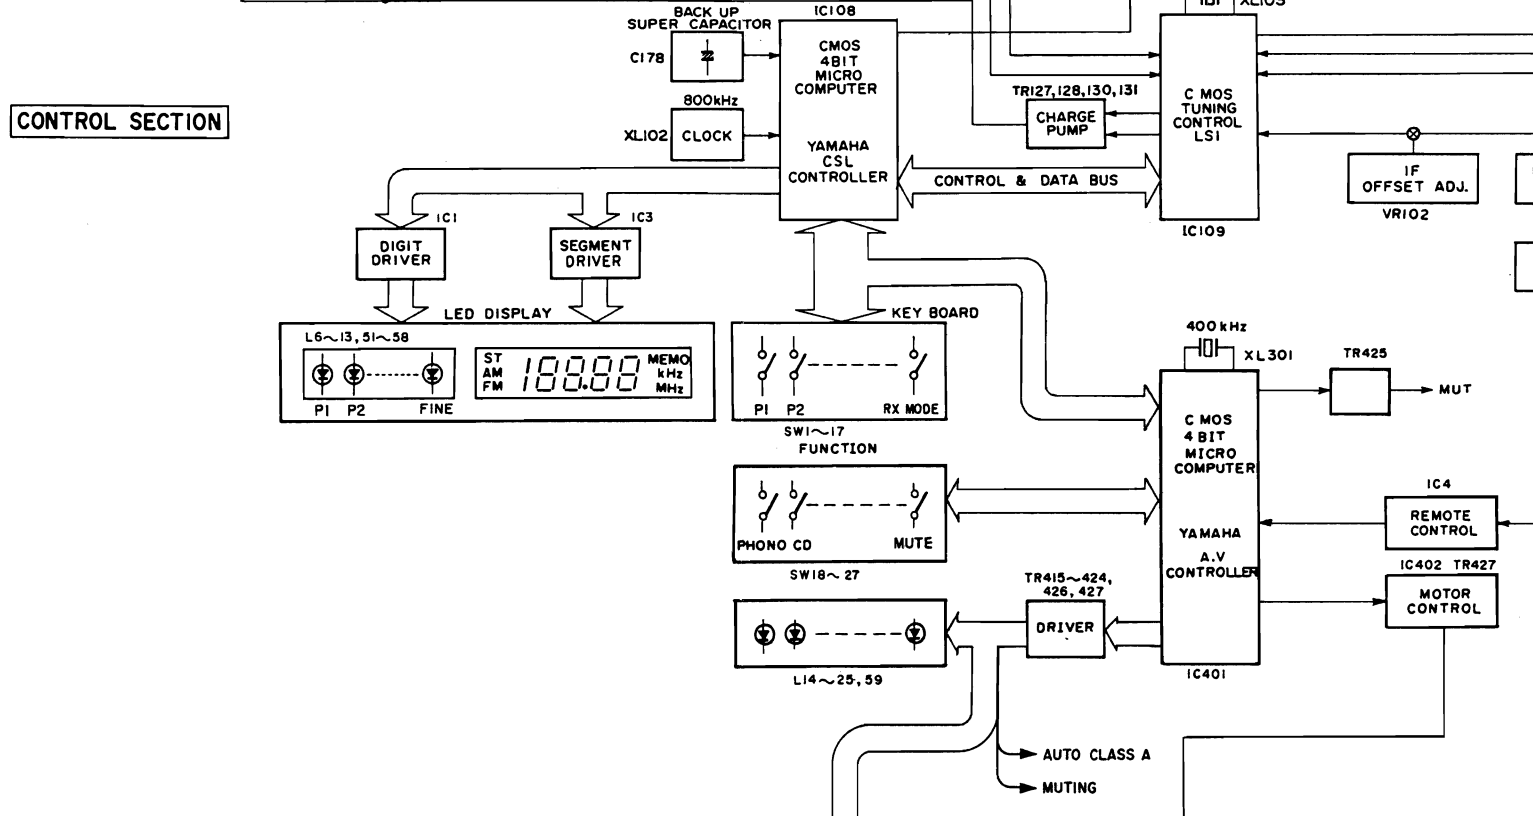 CONTROL SECTION
BACK UP
SUPER CAPACITOR
C178
800kHz
XL102
CLOCK
IC108
CMOS
4BIT
MICRO
COMPUTER
YAMAHA
CSL
CONTROLLER
XL103
TR127,128,130,131
CHARGE
PUMP
C MOS
TUNING
CONTROL
LSI
IC109
CONTROL & DATA BUS
IF
OFFSET ADJ.
VR102
IC1
DIGIT
DRIVER
IC3
SEGMENT
DRIVER
LED DISPLAY
L6~13,51~58
P1 P2 FINE
ST
AM
FM
188.88
MEMO
kHz
MHz
KEY BOARD
P1 P2 RX MODE
SW1~17
FUNCTION
PHONO CD MUTE
SW18~27
L14~25,59
TR415~424,
426,427
DRIVER
400kHz
XL301
C MOS
4 BIT
MICRO
COMPUTER
YAMAHA
A.V
CONTROLLER
IC401
TR425
MUT
IC4
REMOTE
CONTROL
IC402 TR427
MOTOR
CONTROL
AUTO CLASS A
MUTING